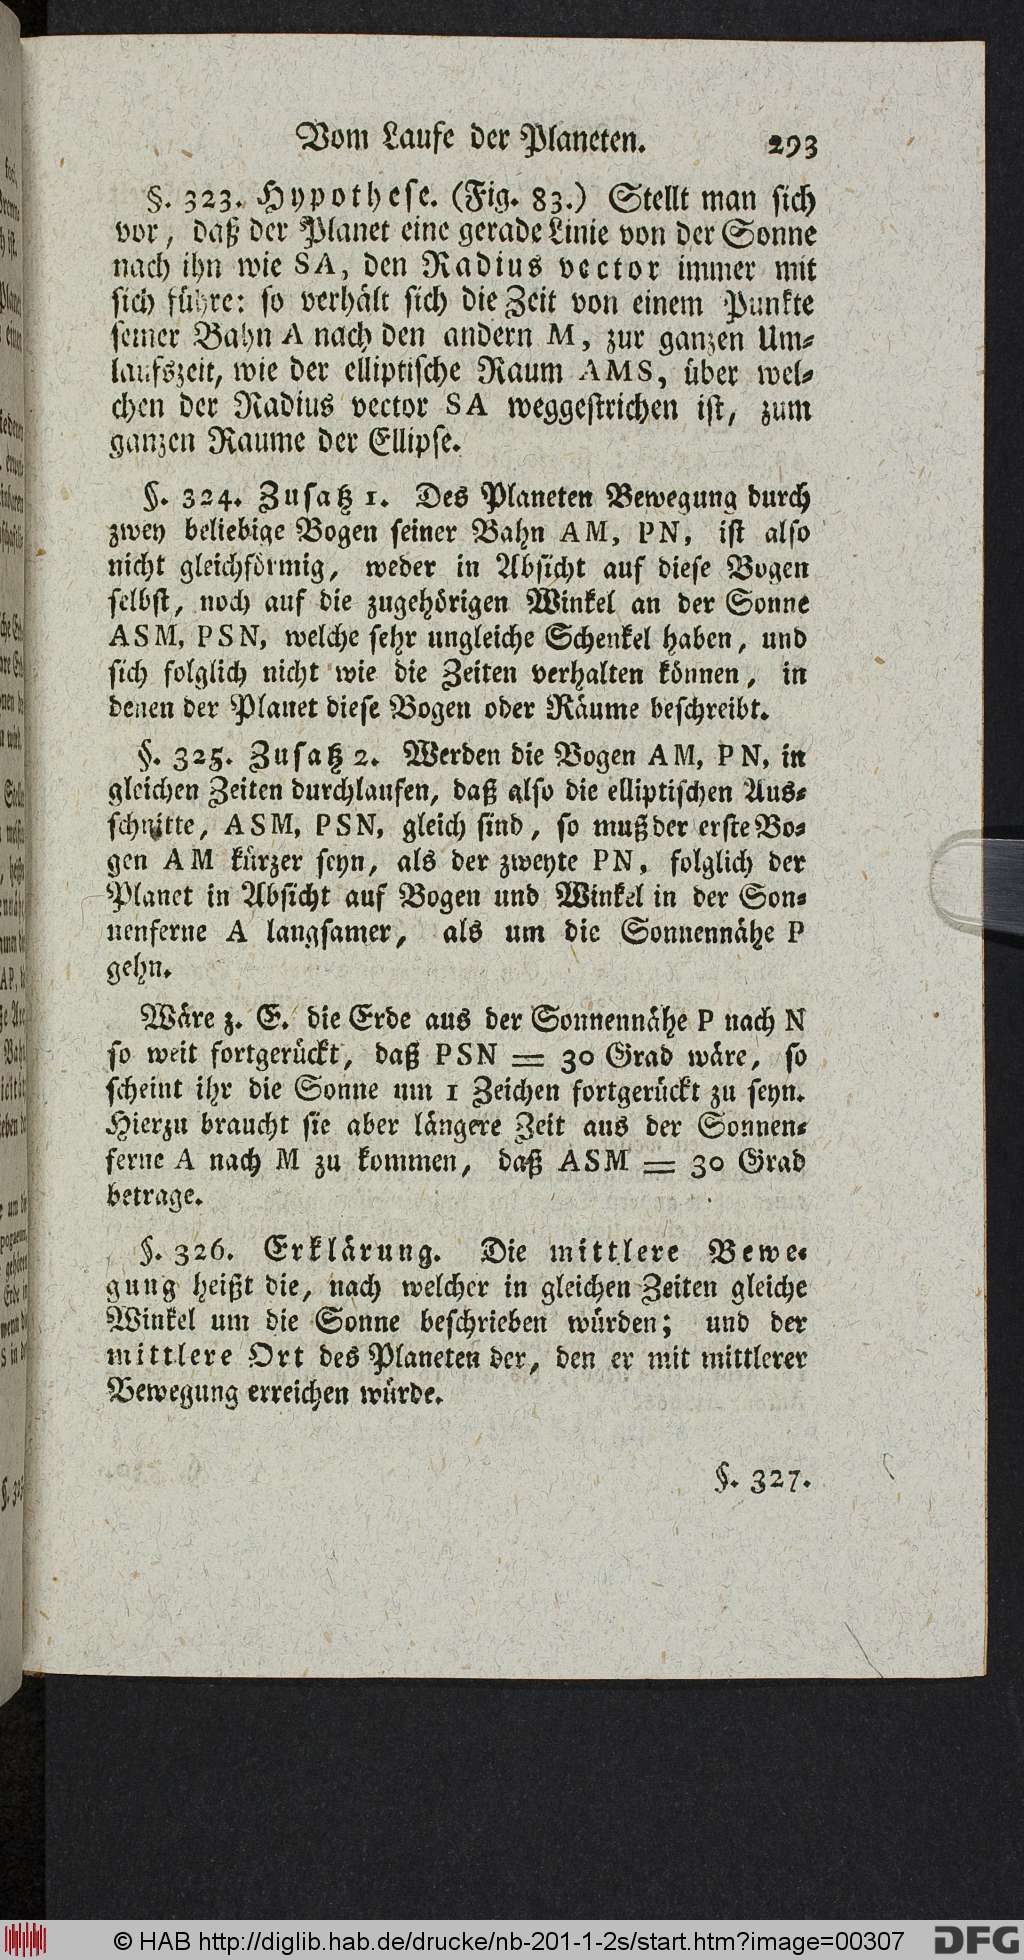 Vom Laufe der Planeten. 293
§. 323. Hypothese. (Fig. 83.) Stellt man sich
vor, daß der Planet eine gerade Linie von der Sonne
nach ihn wie SA, den Radius vector immer mit
sich führe: so verhält sich die Zeit von einem Punkte
seiner Bahn A nach den andern M, zur ganzen Um⸗
laufszeit, wie der elliptische Raum AMS, über wel⸗
chen der Radius vector SA weggestrichen ist, zum
ganzen Raume der Ellipse.
§. 324. Zusatz 1. Des Planeten Bewegung durch
zwey beliebige Bogen seiner Bahn AM, PN, ist also
nicht gleichförmig, weder in Absicht auf diese Bogen
selbst, noch auf die zugehörigen Winkel an der Sonne
ASM, PSN, welche sehr ungleiche Schenkel haben, und
sich folglich nicht wie die Zeiten verhalten können, in
denen der Planet diese Bogen oder Räume beschreibt.
§. 325. Zusatz 2. Werden die Bogen AM, PN, in
gleichen Zeiten durchlaufen, daß also die elliptischen Aus⸗
schnitte, ASM, PSN, gleich sind, so muß der erste Bo⸗
gen AM kürzer seyn, als der zweyte PN, folglich der
Planet in Absicht auf Bogen und Winkel in der Son⸗
nenferne A langsamer, als um die Sonnennähe P
gehn.
Wäre z. E. die Erde aus der Sonnennähe P nach N
so weit fortgerückt, daß PSN = 30 Grad wäre, so
scheint ihr die Sonne um 1 Zeichen fortgerückt zu seyn.
Hierzu braucht sie aber längere Zeit aus der Sonnen⸗
ferne A nach M zu kommen, daß ASM = 30 Grad
betrage.
§. 326. Erklärung. Die mittlere Bewe⸗
gung heißt die, nach welcher in gleichen Zeiten gleiche
Winkel um die Sonne beschrieben würden; und der
mittlere Ort des Planeten der, den er mit mittlerer
Bewegung erreichen würde.
§. 327.
© HAB http://diglib.hab.de/drucke/nb-201-1-2s/start.htm?image=00307
DFG